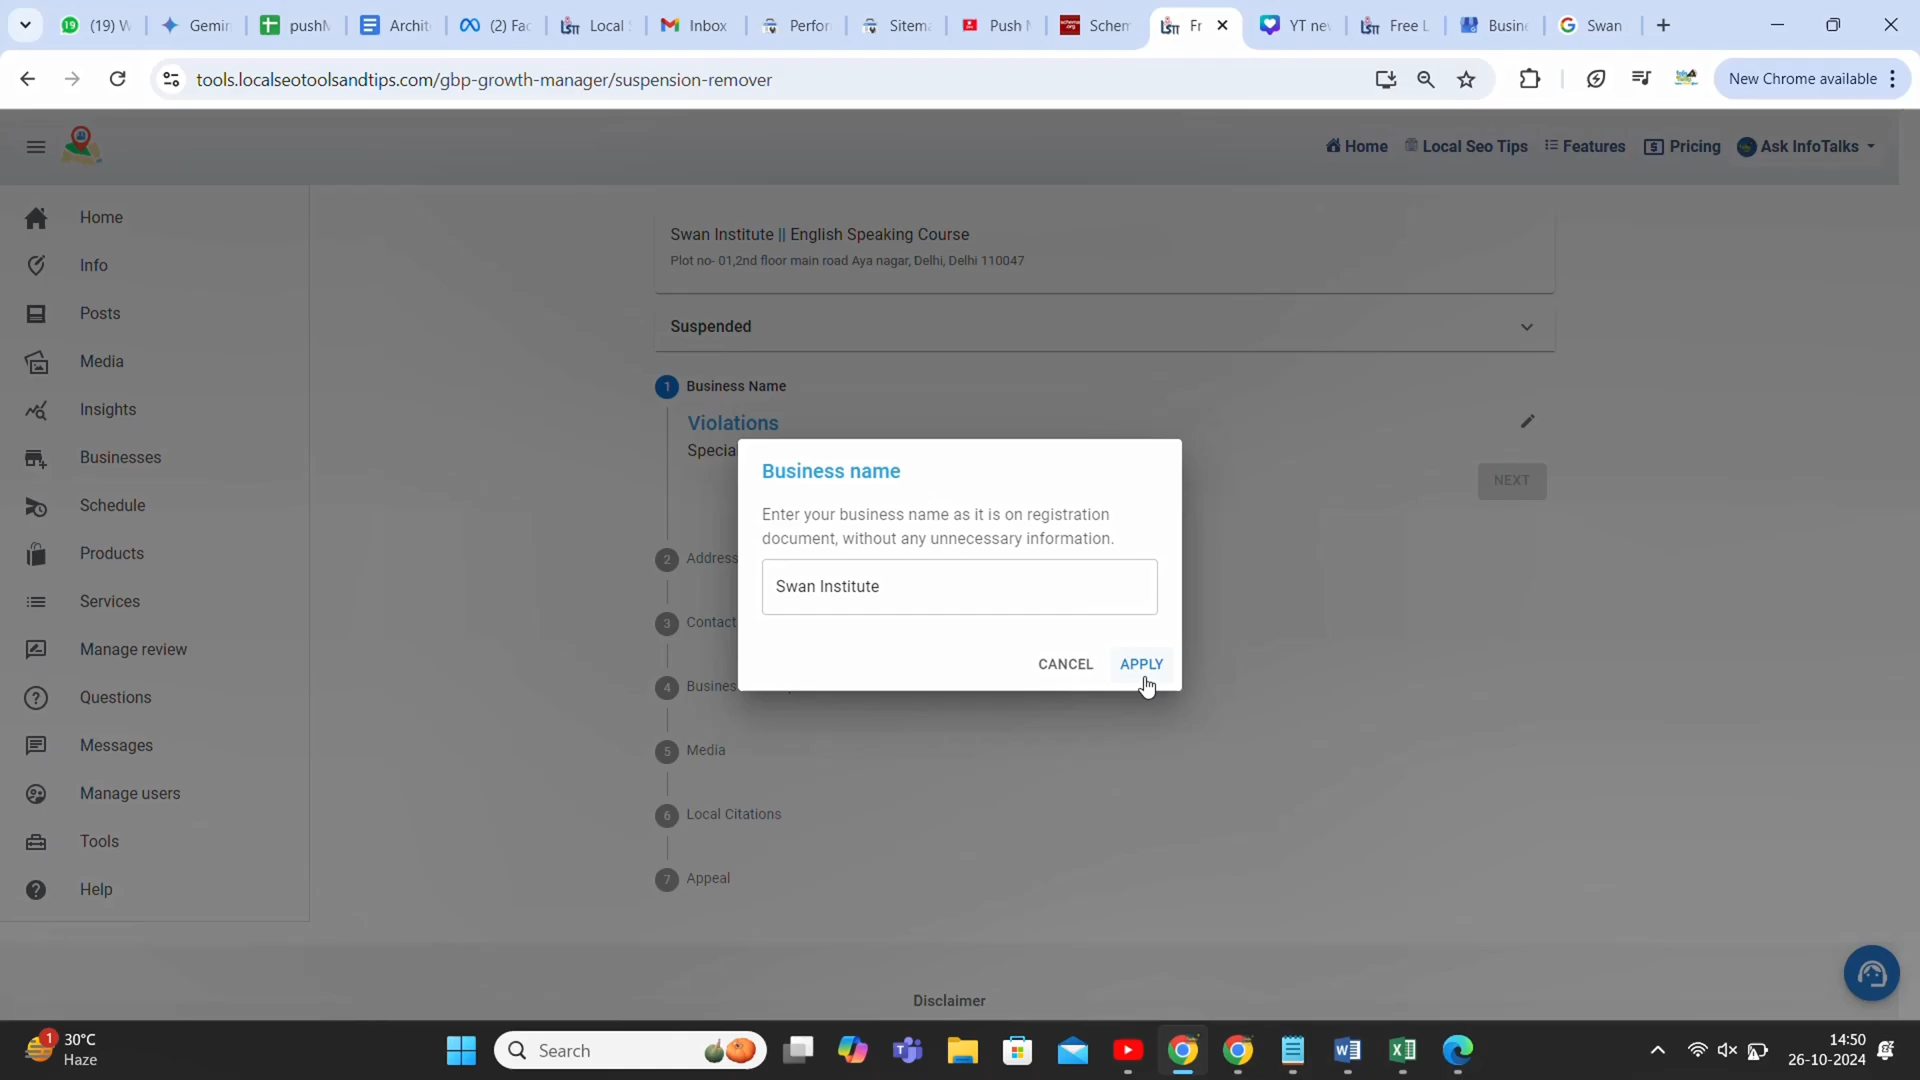 (19) W
Gemin
pushM
Archit
(2) Fac
Local
Inbox
Perfor
Sitem
Push
Schem
Fr
YT ne
Free L
Busin
Swan
tools.localseotoolsandtips.com/gbp-growth-manager/suspension-remover
New Chrome available
Home
Local Seo Tips
Features
Pricing
Ask InfoTalks
Home
Info
Posts
Media
Insights
Businesses
Schedule
Products
Services
Manage review
Questions
Messages
Manage users
Tools
Help
Swan Institute || English Speaking Course
Plot no- 01,2nd floor main road Aya nagar, Delhi, Delhi 110047
Suspended
1 Business Name
Violations
Specia
NEXT
Business name
Enter your business name as it is on registration
document, without any unnecessary information.
Swan Institute
CANCEL APPLY
2 Address
3 Contact
4 Busines
5 Media
6 Local Citations
7 Appeal
Disclaimer
1
30°C
Haze
Search
14:50
26-10-2024